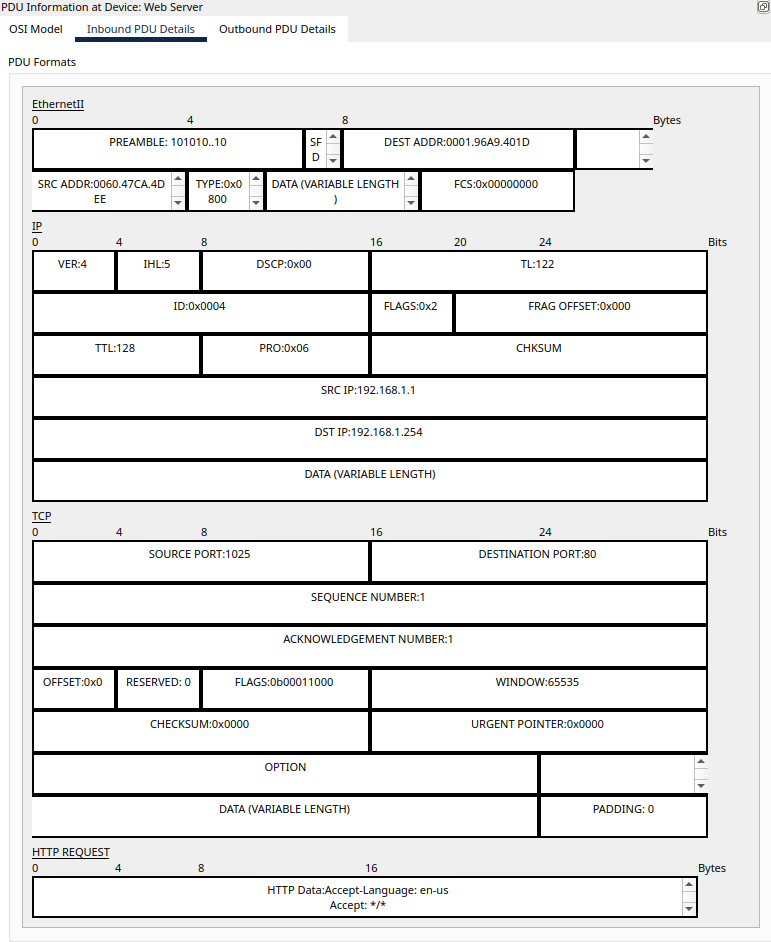 PDU Information at Device: Web Server
OSI Model Inbound PDU Details Outbound PDU Details
PDU Formats
EthernetII
0 4 8 Bytes
PREAMBLE: 101010..10 SF DEST ADDR:0001.96A9.401D
D
SRC ADDR:0060.47CA.4D TYPE:0x0 DATA (VARIABLE LENGTH FCS:0x00000000
EE 800 )
IP
0 4 8 16 20 24 Bits
VER:4 IHL:5 DSCP:0x00 TL:122
ID:0x0004 FLAGS:0x2 FRAG OFFSET:0x000
TTL:128 PRO:0x06 CHKSUM
SRC IP:192.168.1.1
DST IP:192.168.1.254
DATA (VARIABLE LENGTH)
TCP
0 4 8 16 24 Bits
SOURCE PORT:1025 DESTINATION PORT:80
SEQUENCE NUMBER:1
ACKNOWLEDGEMENT NUMBER:1
OFFSET:0x0 RESERVED: 0 FLAGS:0b00011000 WINDOW:65535
CHECKSUM:0x0000 URGENT POINTER:0x0000
OPTION
DATA (VARIABLE LENGTH) PADDING: 0
HTTP REQUEST
0 4 8 16 Bytes
HTTP Data:Accept-Language: en-us
Accept: */*